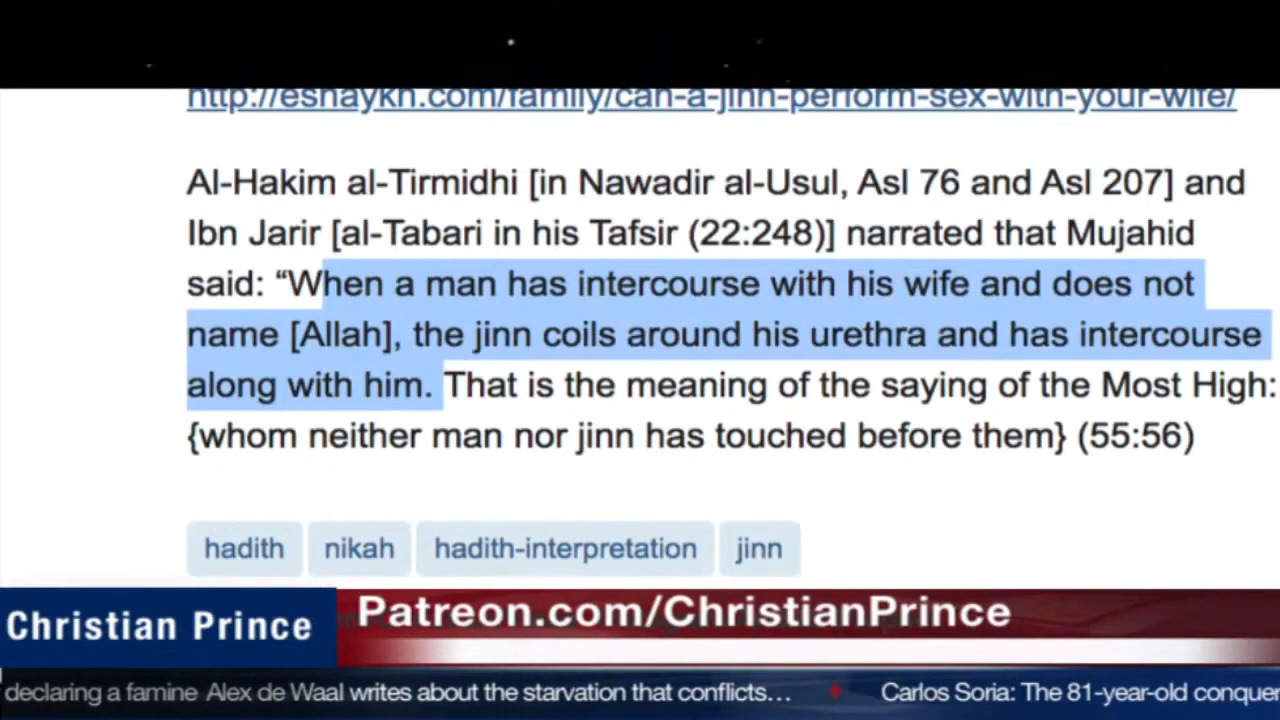 http://eshaykh.com/family/can-a-jinn-perform-sex-with-your-wife/
Al-Hakim al-Tirmidhi [in Nawadir al-Usul, Asl 76 and Asl 207] and
Ibn Jarir [al-Tabari in his Tafsir (22:248)] narrated that Mujahid
said: “When a man has intercourse with his wife and does not
name [Allah], the jinn coils around his urethra and has intercourse
along with him. That is the meaning of the saying of the Most High:
{whom neither man nor jinn has touched before them} (55:56)
hadith nikah hadith-interpretation jinn
Christian Prince Patreon.com/ChristianPrince
declaring a famine Alex de Waal writes about the starvation that conflicts... Carlos Soria: The 81-year-old conquer